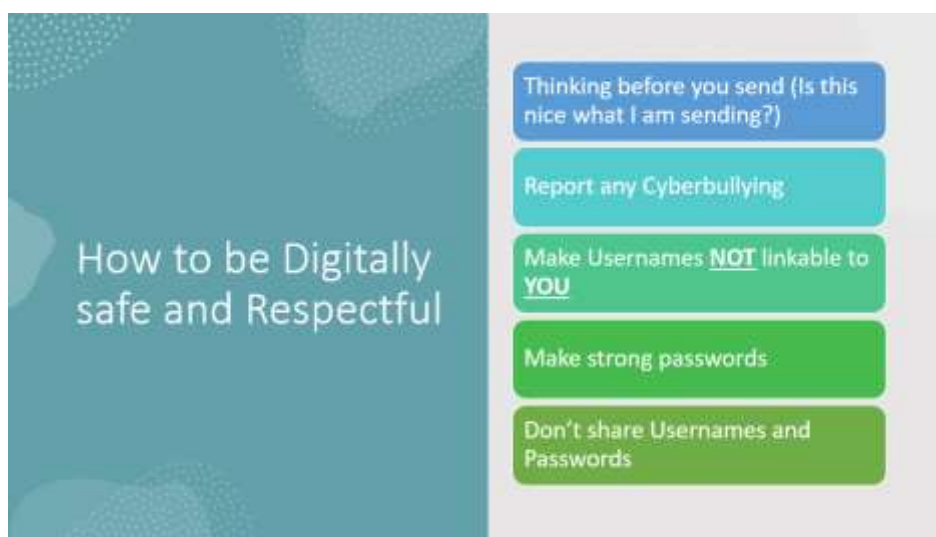 How to be Digitally
safe and Respectful
Thinking before you send (Is this
nice what I am sending?)
Report any Cyberbullying
Make Usernames NOT linkable to
YOU
Make strong passwords
Don't share Usernames and
Passwords